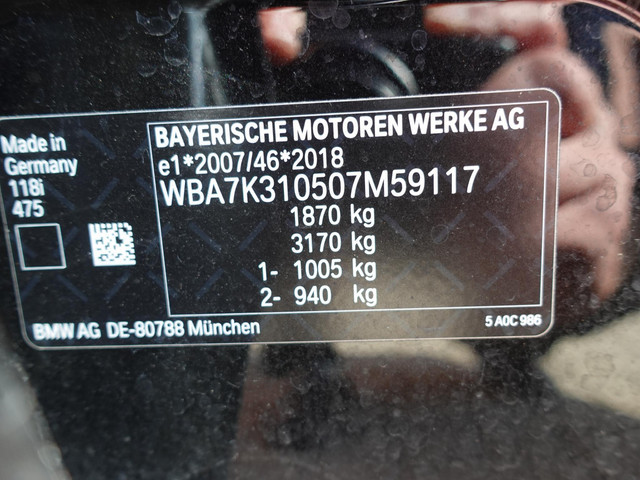 Made in
Germany
118i
475
BAYERISCHE MOTOREN WERKE AG
e1*2007/46*2018
WBA7K310507M59117
1870 kg
3170 kg
1- 1005 kg
2- 940 kg
BMW AG DE-80788 München
5 A0C 986